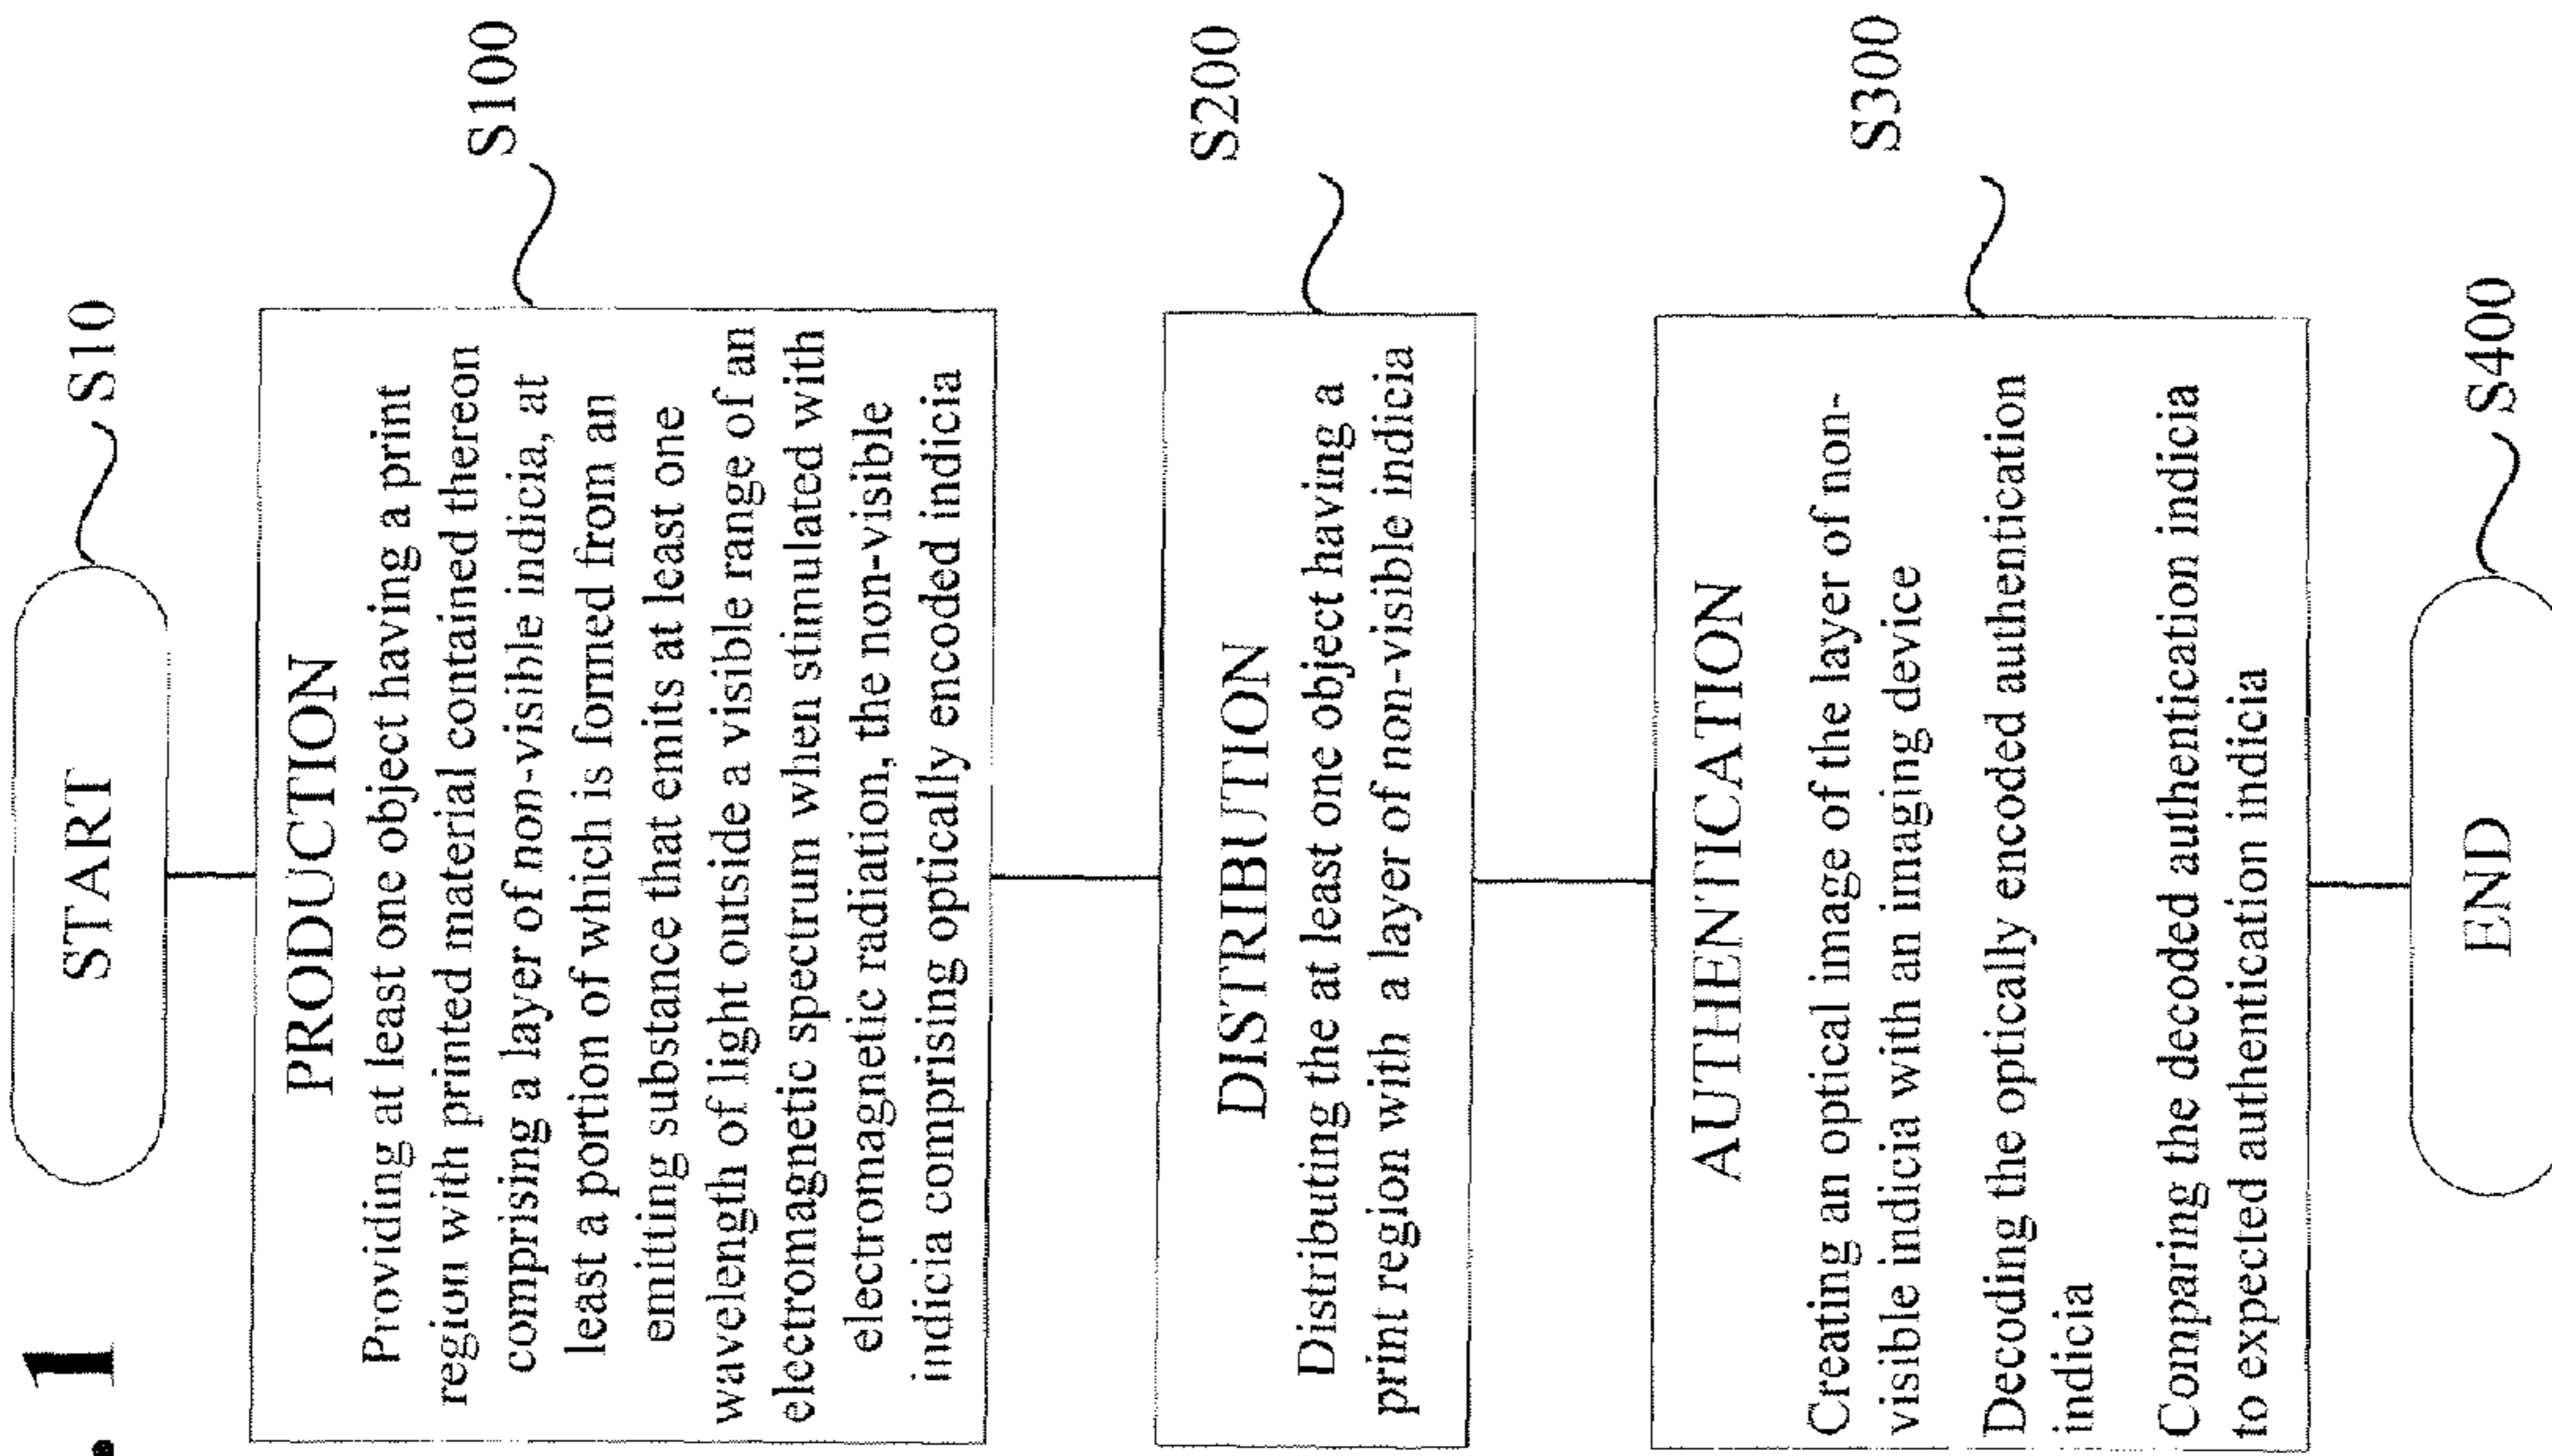 . 1
START
S10
PRODUCTION
Providing at least one object having a print
region with printed material contained thereon
comprising a layer of non-visible indicia, at
least a portion of which is formed from an
emitting substance that emits at least one
wavelength of light outside a visible range of an
electromagnetic spectrum when stimulated with
electromagnetic radiation, the non-visible
indicia comprising optically encoded indicia
S100
DISTRIBUTION
Distributing the at least one object having a
print region with a layer of non-visible indicia
S200
AUTHENTICATION
Creating an optical image of the layer of non-
visible indicia with an imaging device
Decoding the optically encoded authentication
indicia
Comparing the decoded authentication indicia
to expected authentication indicia
S300
END
S400